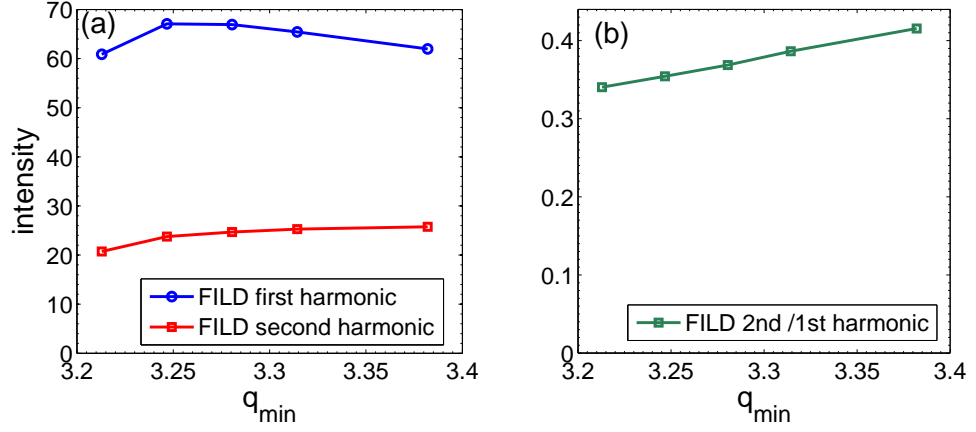 (a)
70
60
50
40
30
20
10
0
intensity
FILD first harmonic
FILD second harmonic
3.2
3.25
3.3
3.35
3.4
q_min
(b)
0.4
0.3
0.2
0.1
0
FILD 2nd /1st harmonic
3.2
3.25
3.3
3.35
3.4
q_min